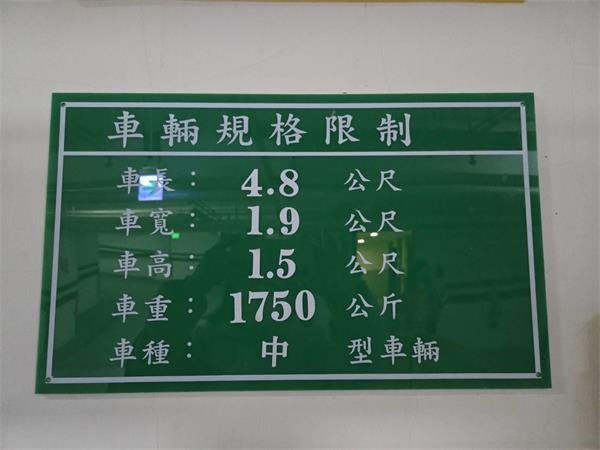 車輛規格限制
車長： 4.8 公尺
車寬： 1.9 公尺
車高： 1.5 公尺
車重： 1750 公斤
車種： 中 型車輛